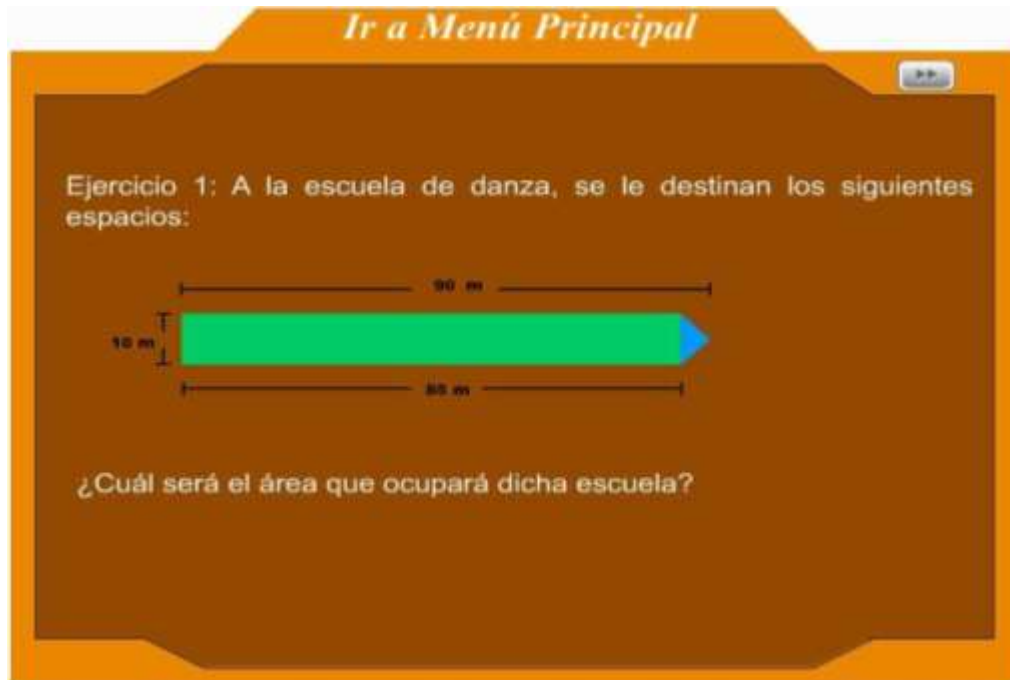 Ir a Menú Principal
Ejercicio 1: A la escuela de danza, se le destinan los siguientes
espacios:
90 m
10 m
85 m
¿Cuál será el área que ocupará dicha escuela?